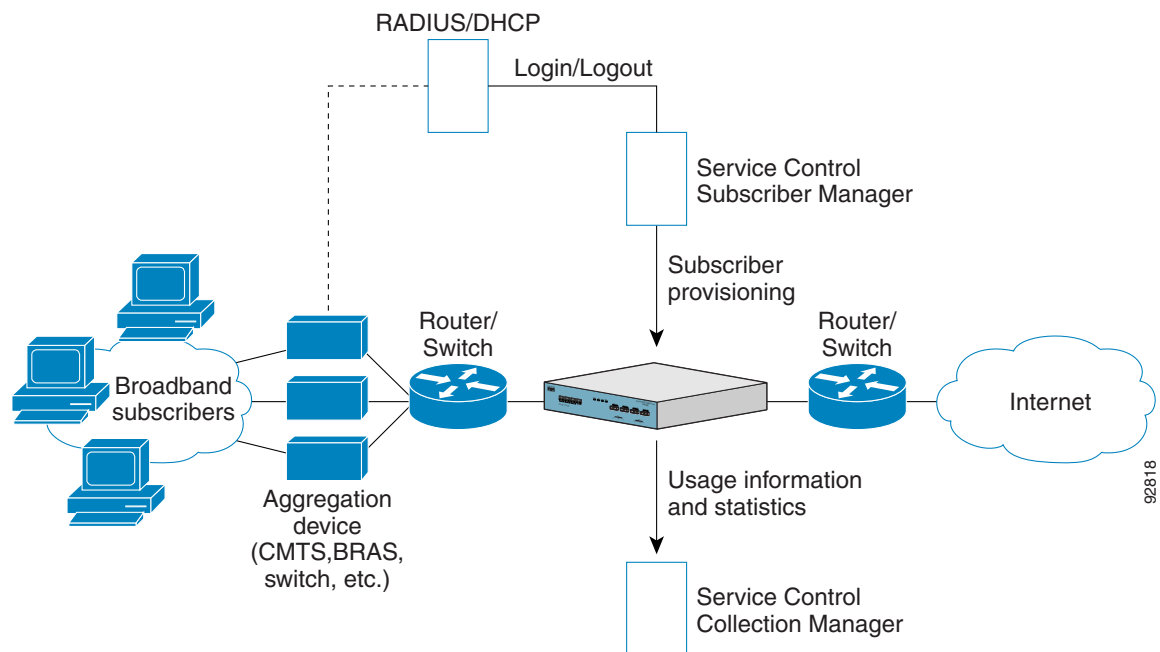 RADIUS/DHCP
Login/Logout
Service Control
Subscriber Manager
Subscriber
provisioning
Router/
Switch
Router/
Switch
Broadband
subscribers
Internet
Aggregation
device
(CMTS,BRAS,
switch, etc.)
Usage information
and statistics
92818
Service Control
Collection Manager